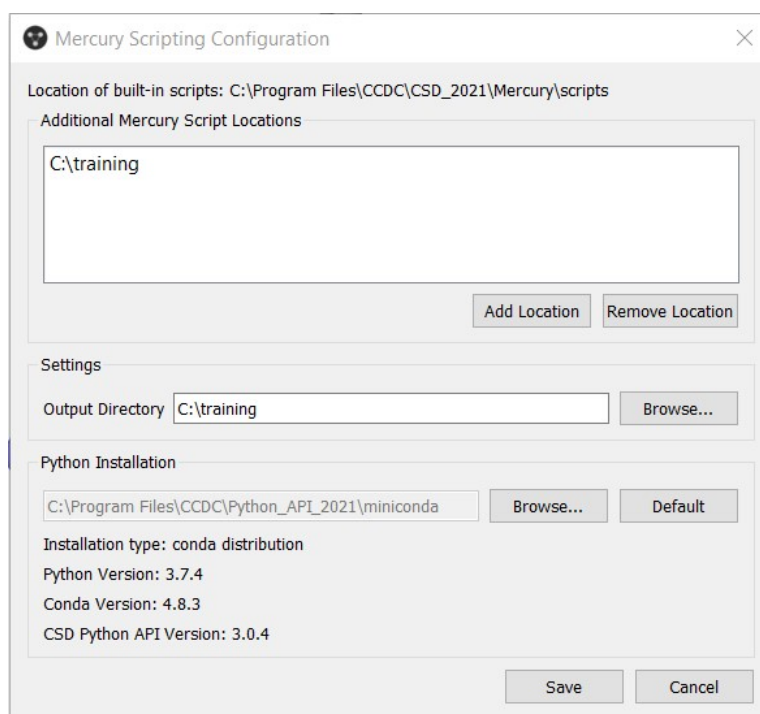 Mercury Scripting Configuration
Location of built-in scripts: C:\Program Files\CCDC\CSD_2021\Mercury\scripts
Additional Mercury Script Locations
C:\training
Add Location Remove Location
Settings
Output Directory C:\training Browse...
Python Installation
C:\Program Files\CCDC\Python_API_2021\miniconda Browse... Default
Installation type: conda distribution
Python Version: 3.7.4
Conda Version: 4.8.3
CSD Python API Version: 3.0.4
Save Cancel